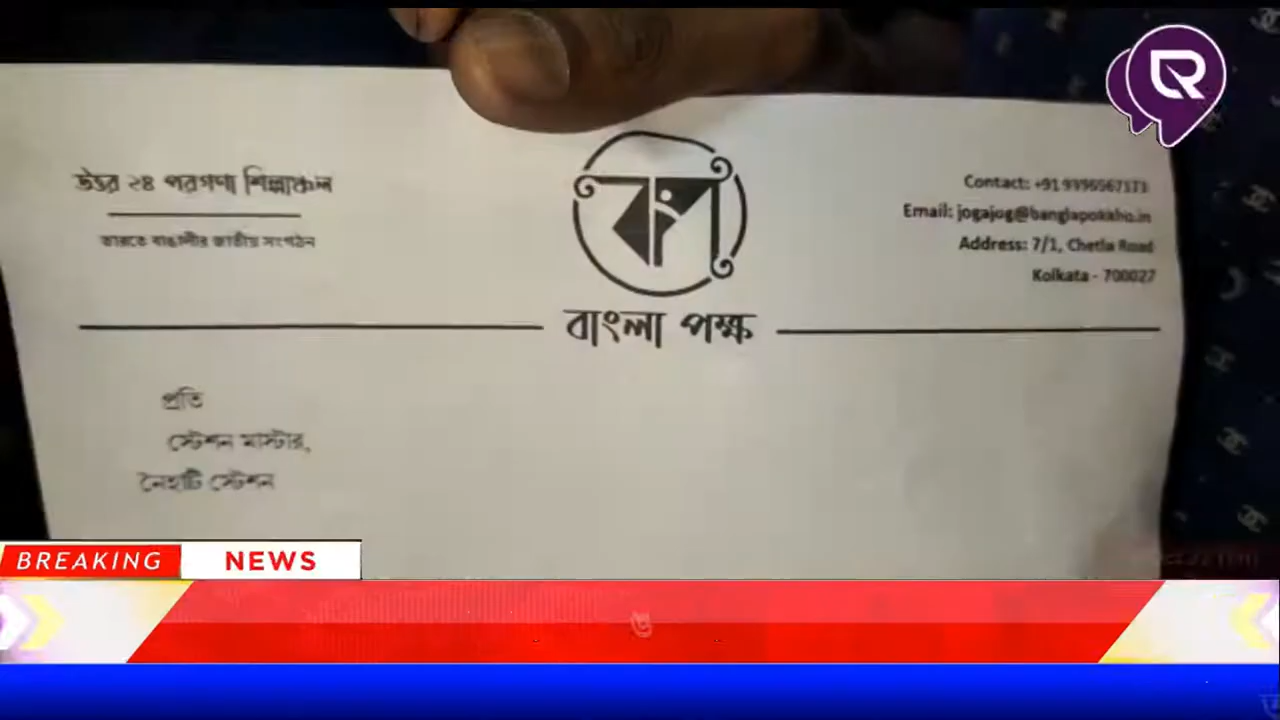 উত্তর ২৪ পরগণা শিল্পাঞ্চল
ভারতে বাঙালীর জাতীয় সংগঠন
বাংলা পক্ষ
Contact: +91
Email: jogajog@banglapokkho.in
Address: 7/1, Chetla Road
Kolkata - 700027
প্রতি
স্টেশন মাস্টার,
নৈহাটি স্টেশন
BREAKING NEWS